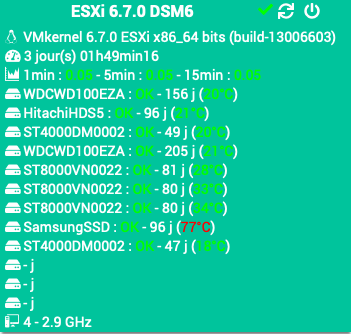 ESXi 6.7.0 DSM6
VMkernel 6.7.0 ESXi x86_64 bits (build-13006603)
3 jour(s) 01h49min16
1min : 0.05 - 5min : 0.05 - 15min : 0.05
WDCWD100EZA : OK - 156 j (20°C)
HitachiHDS5 : OK - 96 j (21°C)
ST4000DM0002 : OK - 49 j (20°C)
WDCWD100EZA : OK - 205 j (21°C)
ST8000VN0022 : OK - 81 j (28°C)
ST8000VN0022 : OK - 80 j (33°C)
ST8000VN0022 : OK - 80 j (34°C)
SamsungSSD : OK - 96 j (77°C)
ST4000DM0002 : OK - 47 j (18°C)
- j
- j
- j
4 - 2.9 GHz